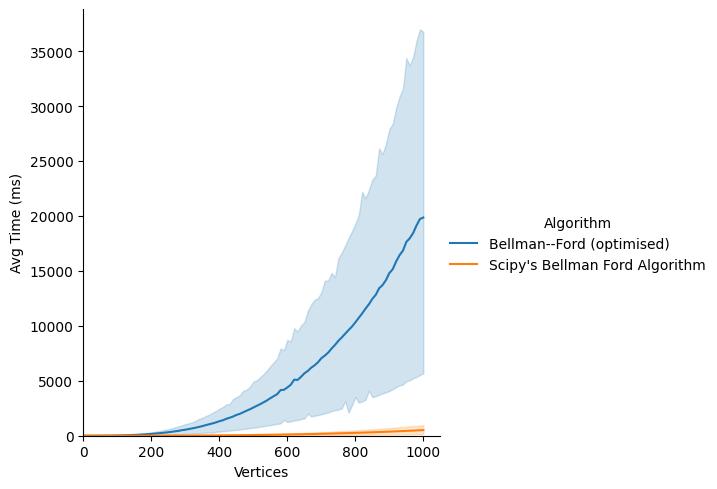 35000
30000
25000
20000
15000
10000
5000
0
Avg Time (ms)
0 200 400 600 800 1000
Vertices
Algorithm
Bellman--Ford (optimised)
Scipy's Bellman Ford Algorithm